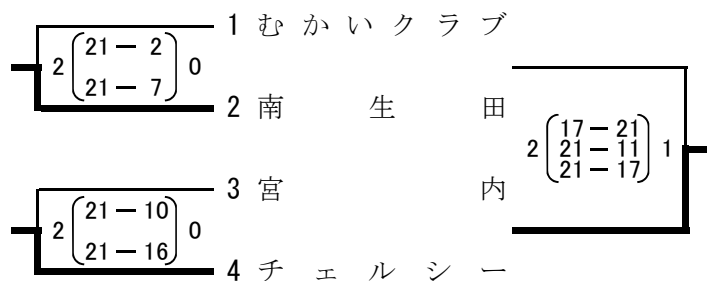 1 むかいクラブ
2 ( 21 － 2 21 － 7 ) 0
2 南生田
2 ( 17 － 21 21 － 11 21 － 17 ) 1
3 宮内
2 ( 21 － 10 21 － 16 ) 0
4 チェルシー